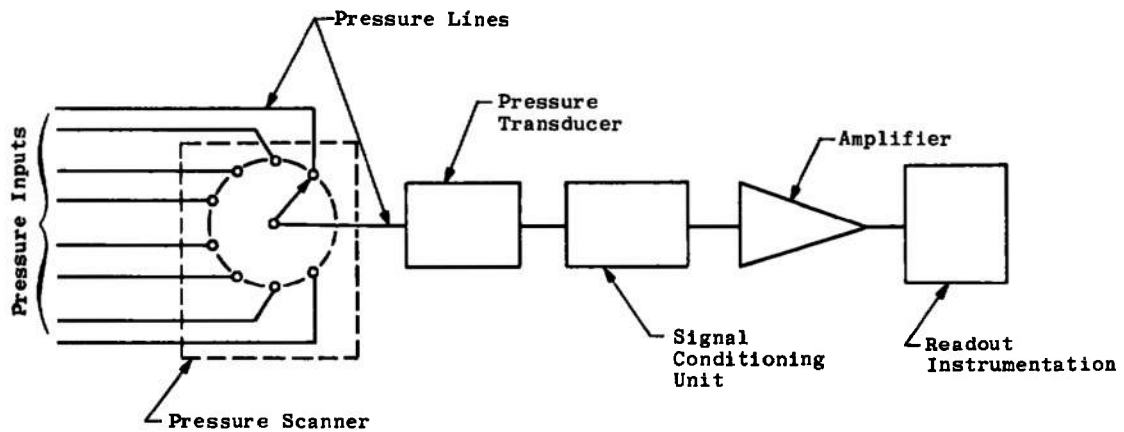 Pressure Lines
Pressure
Transducer
Amplifier
Pressure Inputs
Signal
Conditioning
Unit
Readout
Instrumentation
Pressure Scanner